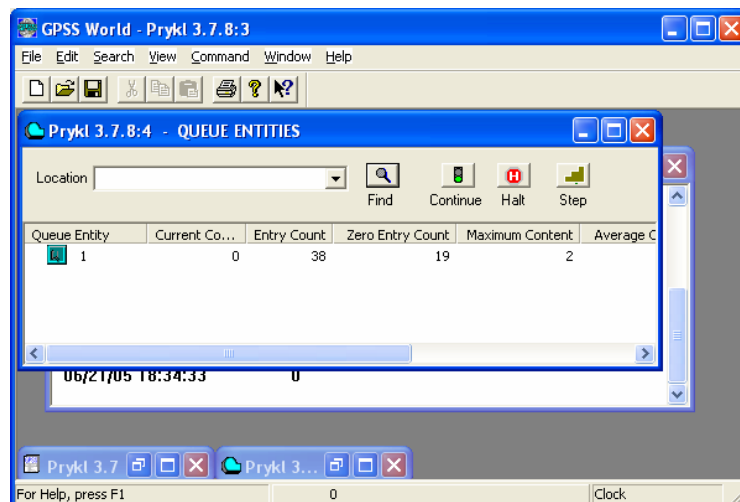 GPSS World - Prykl 3.7.8:3
File Edit Search View Command Window Help
Prykl 3.7.8:4 - QUEUE ENTITIES
Location
Find Continue Halt Step
Queue Entity Current Co... Entry Count Zero Entry Count Maximum Content Average C
1 0 38 19 2
06/21/05 18:34:33 0
Prykl 3.7 Prykl 3...
For Help, press F1 0 Clock